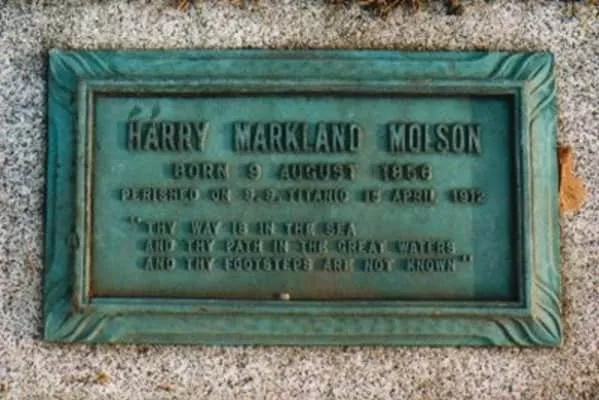 HARRY MARKLAND MOLSON
BORN 9 AUGUST 1856
PERISHED ON S.S. TITANIC 15 APRIL 1912
"THY WAY IS IN THE SEA
AND THY PATH IN THE GREAT WATERS
AND THY FOOTSTEPS ARE NOT KNOWN"